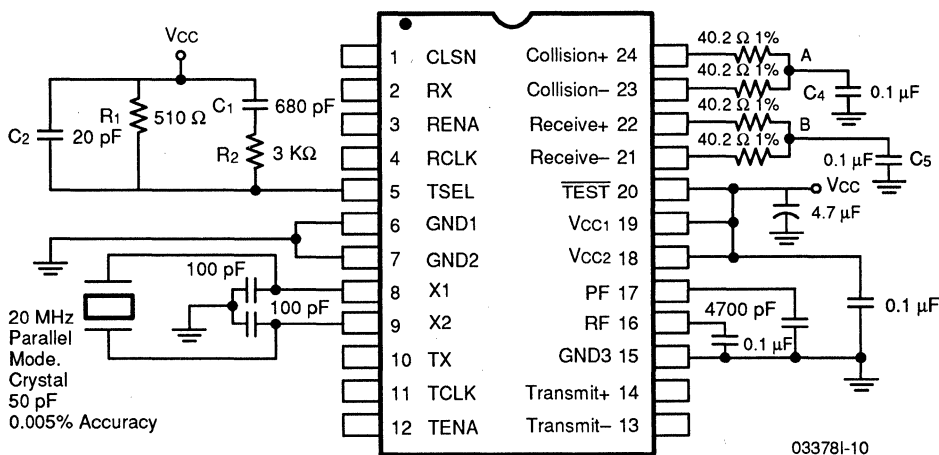 VCC
C2
20 pF
R1
510 Ω
C1
680 pF
R2
3 KΩ
100 pF
100 pF
20 MHz
Parallel
Mode.
Crystal
50 pF
0.005% Accuracy
1 CLSN
2 RX
3 RENA
4 RCLK
5 TSEL
6 GND1
7 GND2
8 X1
9 X2
10 TX
11 TCLK
12 TENA
Collision+ 24
Collision– 23
Receive+ 22
Receive– 21
TEST 20
VCC1 19
VCC2 18
PF 17
RF 16
GND3 15
Transmit+ 14
Transmit– 13
40.2 Ω 1%
40.2 Ω 1%
40.2 Ω 1%
40.2 Ω 1%
A
C4
0.1 µF
B
0.1 µF
C5
VCC
4.7 µF
4700 pF
0.1 µF
0.1 µF
03378I-10